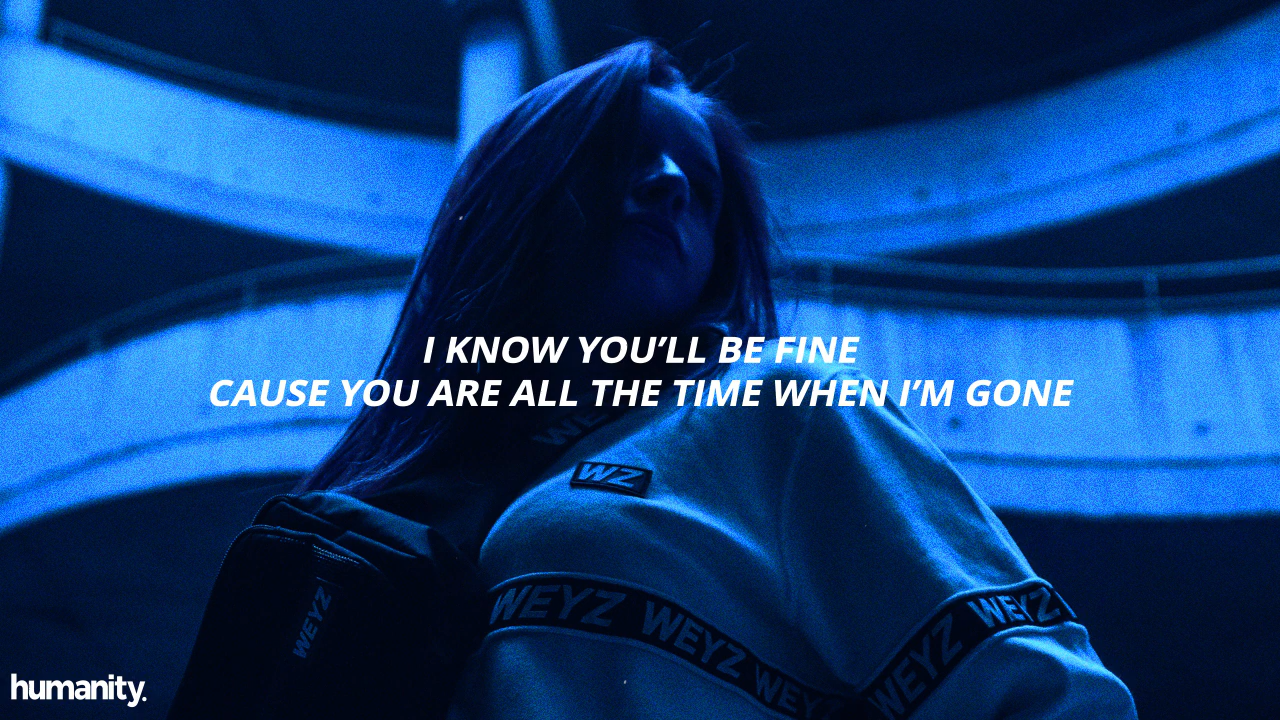 I KNOW YOU’LL BE FINE
CAUSE YOU ARE ALL THE TIME WHEN I’M GONE
WZ
WEYZ WEYZ WEYZ
WEYZ WEYZ
WEYZ
humanity.